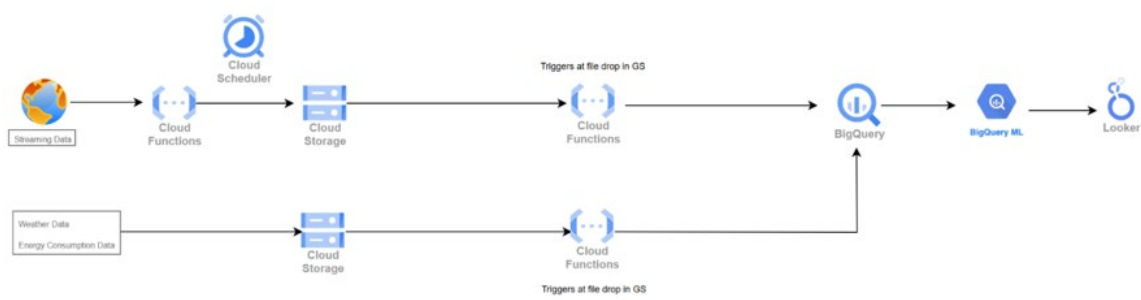 Cloud
Scheduler
Triggers at file drop in GS
Streaming Data
Cloud
Functions
Cloud
Storage
Cloud
Functions
BigQuery
BigQuery ML
Looker
Weather Data
Energy Consumption Data
Cloud
Storage
Cloud
Functions
Triggers at file drop in GS